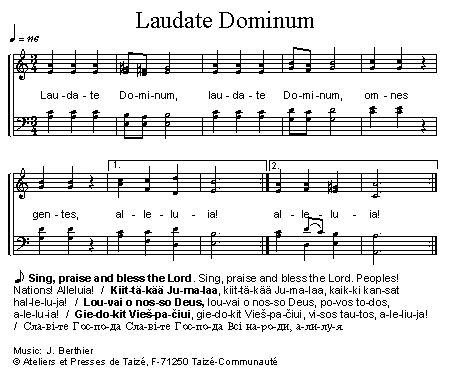 Laudate Dominum
♩ = 116
Lau-da-te Do-mi-num, lau-da-te Do-mi-num, om-nes
1. 2.
gen-tes, al-le-lu-ia! al-le-lu-ia!
♪ Sing, praise and bless the Lord. Sing, praise and bless the Lord. Peoples!
Nations! Alleluia! / Kiit-tä-kää Ju-ma-laa, kiit-tä-kää Ju-ma-laa, kaik-ki kan-sat
hal-le-lu-ja! / Lou-vai o nos-so Deus, lou-vai o nos-so Deus, po-vos to-dos,
a-le-lu-ia! / Gie-do-kit Vieš-pa-čiui, gie-do-kit Vieš-pa-čiui, vi-sos tau-tos, a-le-liu-ja!
/ Сла-ві-те Гос-по-да Сла-ві-те Гос-по-да Всі на-ро-ди, а-ли-лу-я.
Music: J. Berthier
© Ateliers et Presses de Taizé, F-71250 Taizé-Communauté